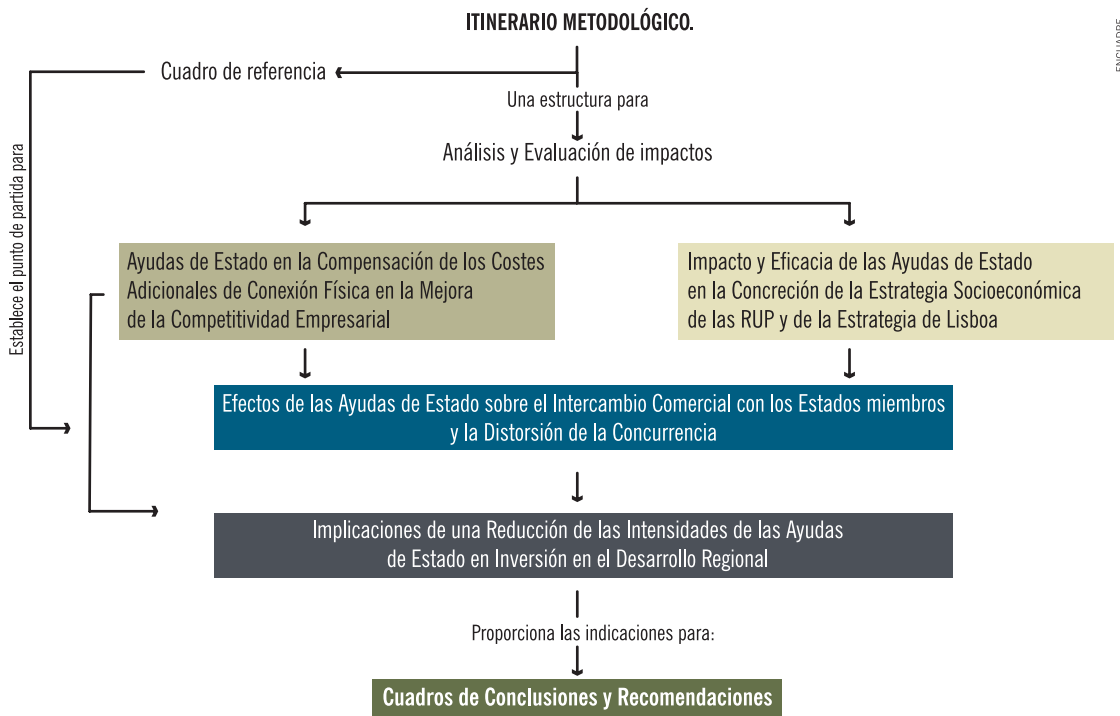 ITINERARIO METODOLÓGICO.
ENCUADRE
Cuadro de referencia
Una estructura para
Análisis y Evaluación de impactos
Establece el punto de partida para
Ayudas de Estado en la Compensación de los Costes
Adicionales de Conexión Física en la Mejora
de la Competitividad Empresarial
Impacto y Eficacia de las Ayudas de Estado
en la Concreción de la Estrategia Socioeconómica
de las RUP y de la Estrategia de Lisboa
Efectos de las Ayudas de Estado sobre el Intercambio Comercial con los Estados miembros
y la Distorsión de la Concurrencia
Implicaciones de una Reducción de las Intensidades de las Ayudas
de Estado en Inversión en el Desarrollo Regional
Proporciona las indicaciones para:
Cuadros de Conclusiones y Recomendaciones